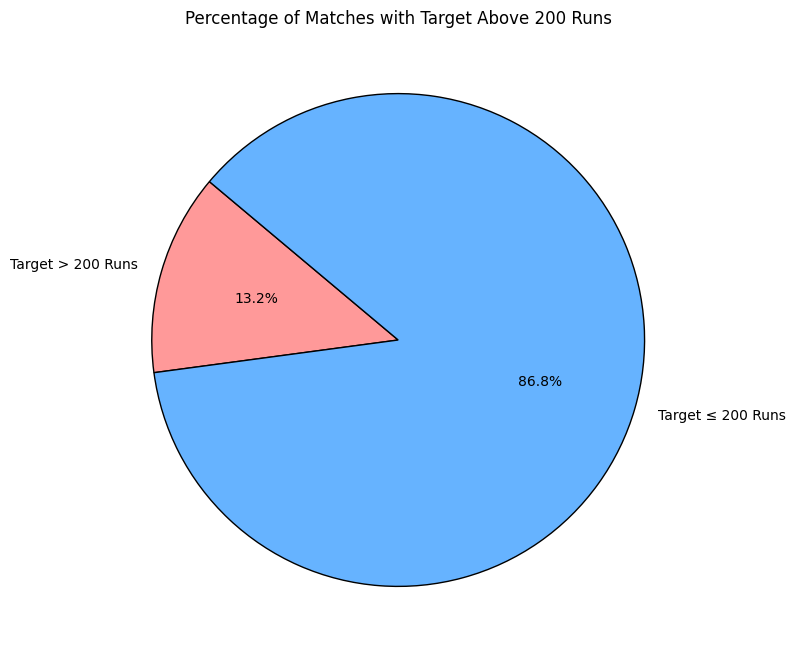 Percentage of Matches with Target Above 200 Runs
Target > 200 Runs
13.2%
86.8%
Target ≤ 200 Runs